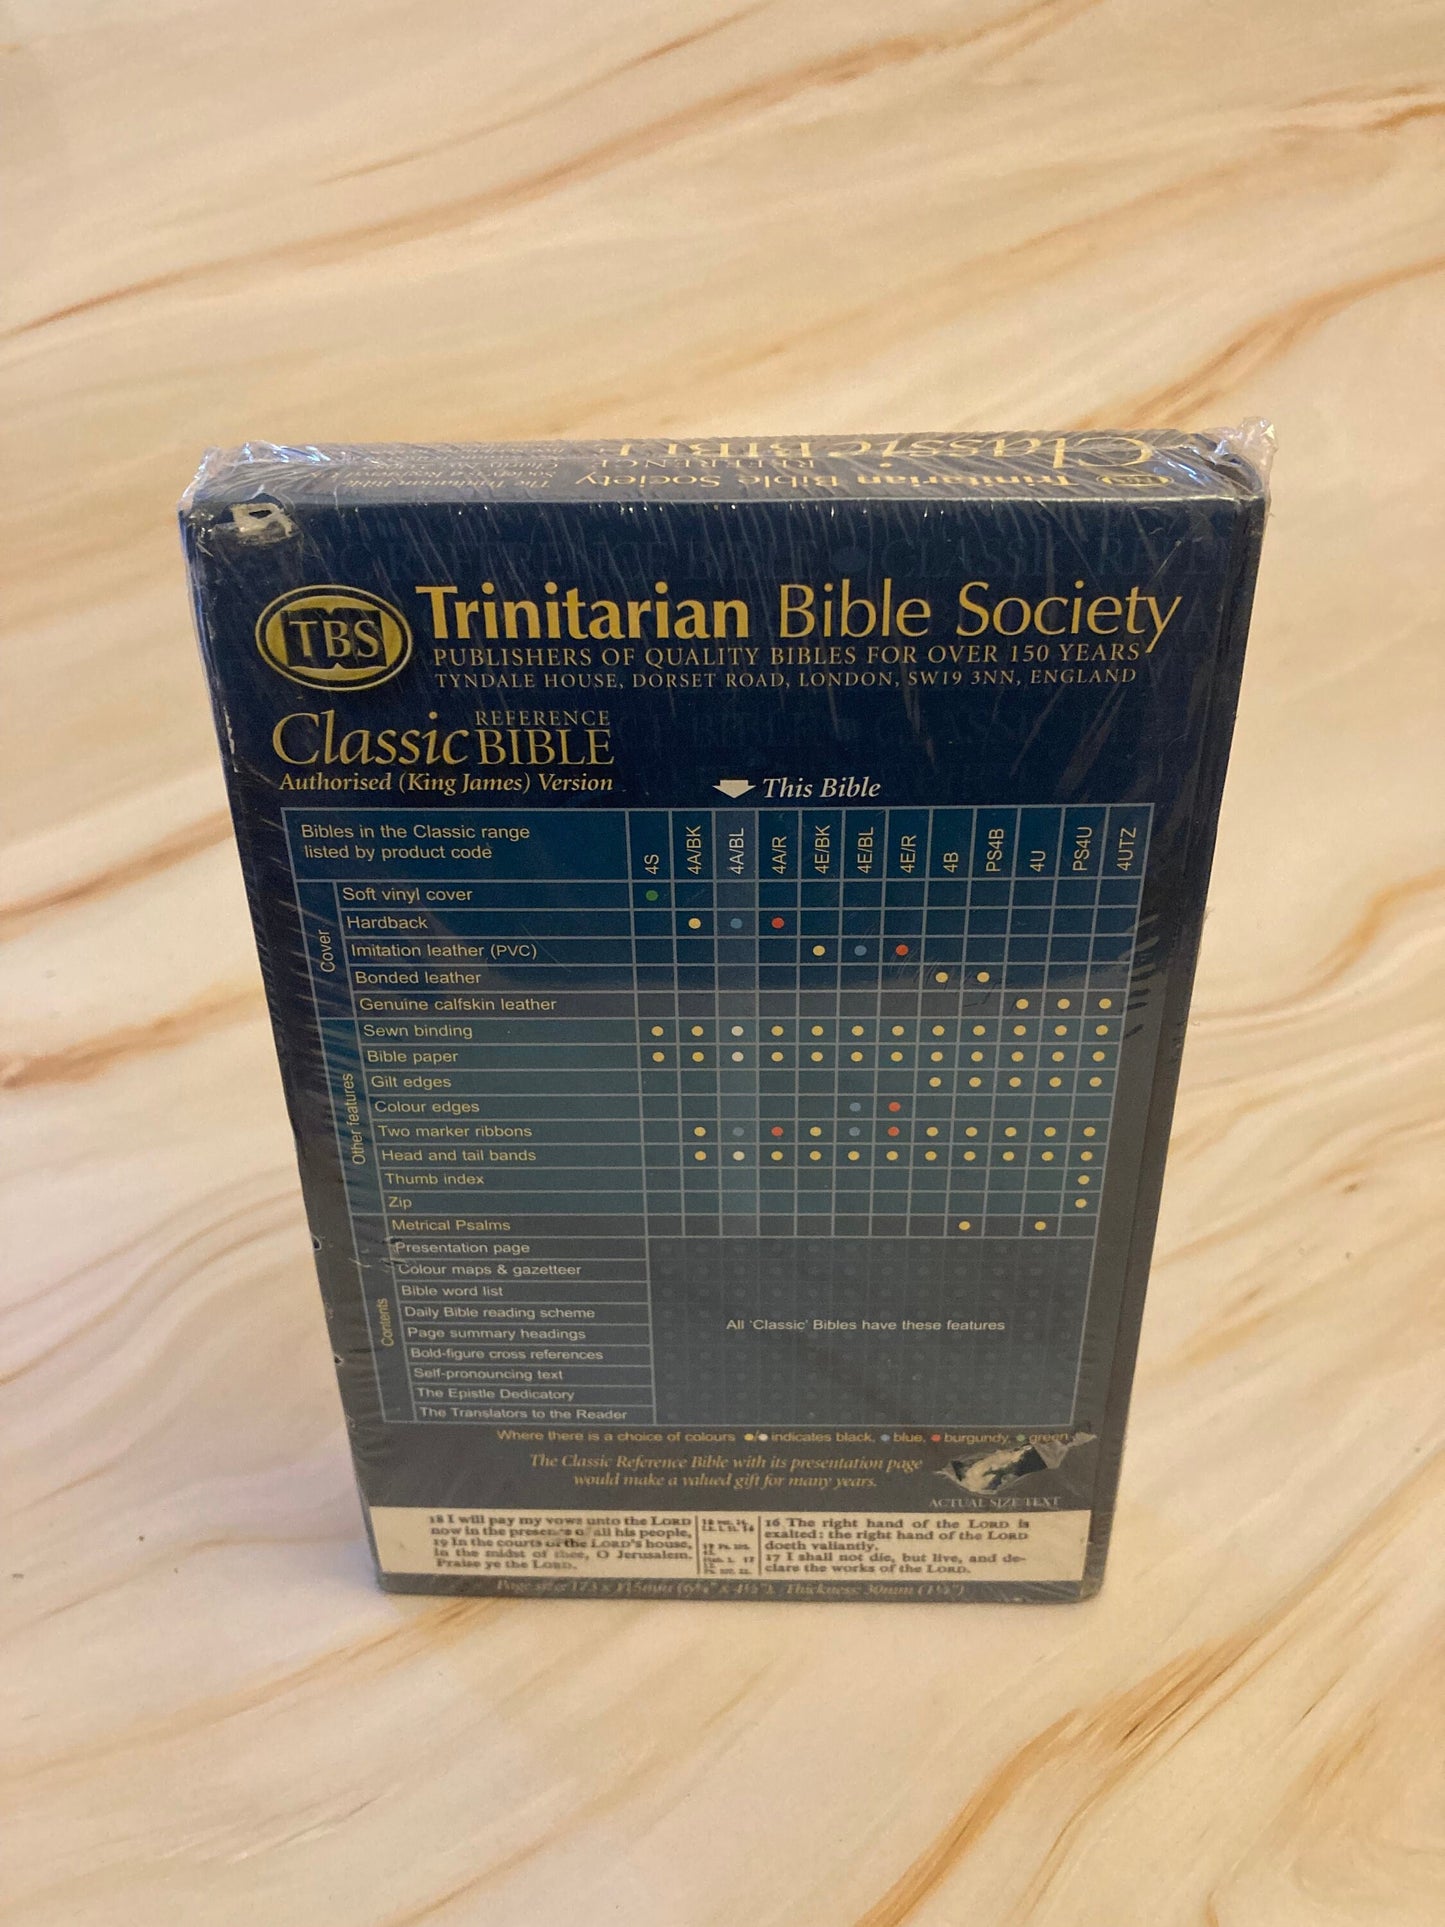 Classic BIBLE
REFERENCE
Trinitarian Bible Society
TBS
Trinitarian Bible Society
PUBLISHERS OF QUALITY BIBLES FOR OVER 150 YEARS
TYNDALE HOUSE, DORSET ROAD, LONDON, SW19 3NN, ENGLAND
Classic REFERENCE BIBLE
Authorised (King James) Version
This Bible
Bibles in the Classic range
listed by product code
4S 4A/BK 4A/BL 4A/R 4E/BK 4E/BL 4E/R 4B PS4B 4U PS4U 4UTZ
Cover
Soft vinyl cover
Hardback
Imitation leather (PVC)
Bonded leather
Genuine calfskin leather
Other features
Sewn binding
Bible paper
Gilt edges
Colour edges
Two marker ribbons
Head and tail bands
Thumb index
Zip
Contents
Metrical Psalms
Presentation page
Colour maps & gazetteer
Bible word list
Daily Bible reading scheme
Page summary headings
Bold-figure cross references
Self-pronouncing text
The Epistle Dedicatory
The Translators to the Reader
All 'Classic' Bibles have these features
Where there is a choice of colours / indicates black, blue, burgundy, green
The Classic Reference Bible with its presentation page
would make a valued gift for many years.
ACTUAL SIZE TEXT
18 I will pay my vows unto the LORD
now in the presence of all his people,
19 In the courts of the LORD's house,
in the midst of thee, O Jerusalem.
Praise ye the LORD.
16 The right hand of the LORD is
exalted: the right hand of the LORD
doeth valiantly.
17 I shall not die, but live, and de-
clare the works of the LORD.
Page size: 173 x 115mm Thickness: 30mm